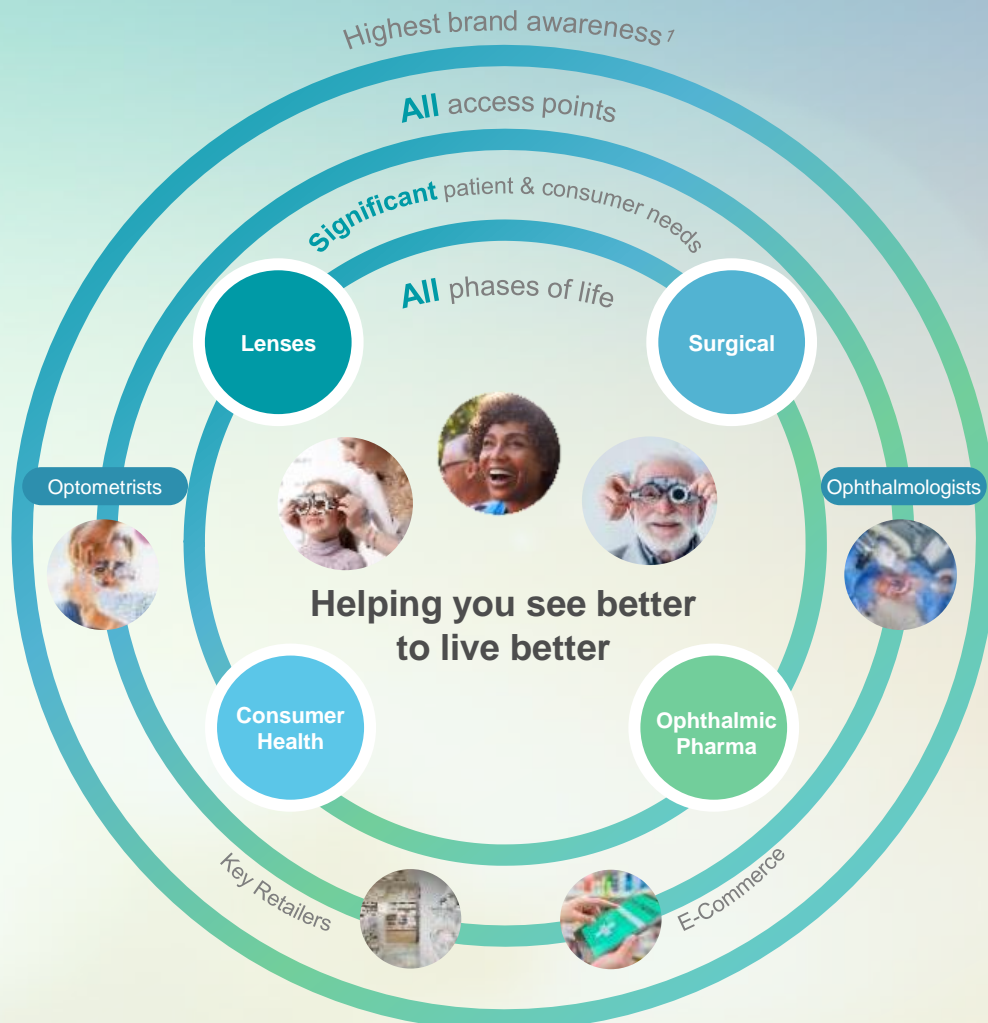 Highest brand awareness1
All access points
Significant patient & consumer needs
All phases of life
Lenses
Surgical
Optometrists
Ophthalmologists
Helping you see better
to live better
Consumer
Health
Ophthalmic
Pharma
Key Retailers
E-Commerce